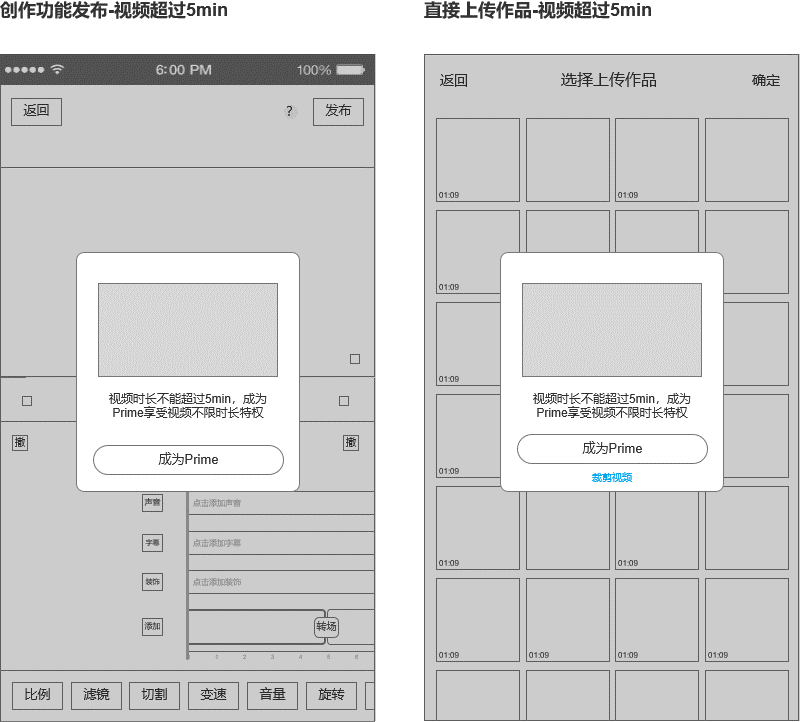 创作功能发布-视频超过5min
直接上传作品-视频超过5min
6:00 PM
100%
返回
?
发布
视频时长不能超过5min，成为
Prime享受视频不限时长特权
成为Prime
撤
撤
声音
点击添加声音
字幕
点击添加字幕
装饰
点击添加装饰
添加
转场
0 1 2 3 4 5 6
比例
滤镜
切割
变速
音量
旋转
返回
选择上传作品
确定
01:09
01:09
01:09
01:09
01:09
视频时长不能超过5min，成为
Prime享受视频不限时长特权
成为Prime
裁剪视频
01:09
01:09
01:09
01:09
01:09
01:09